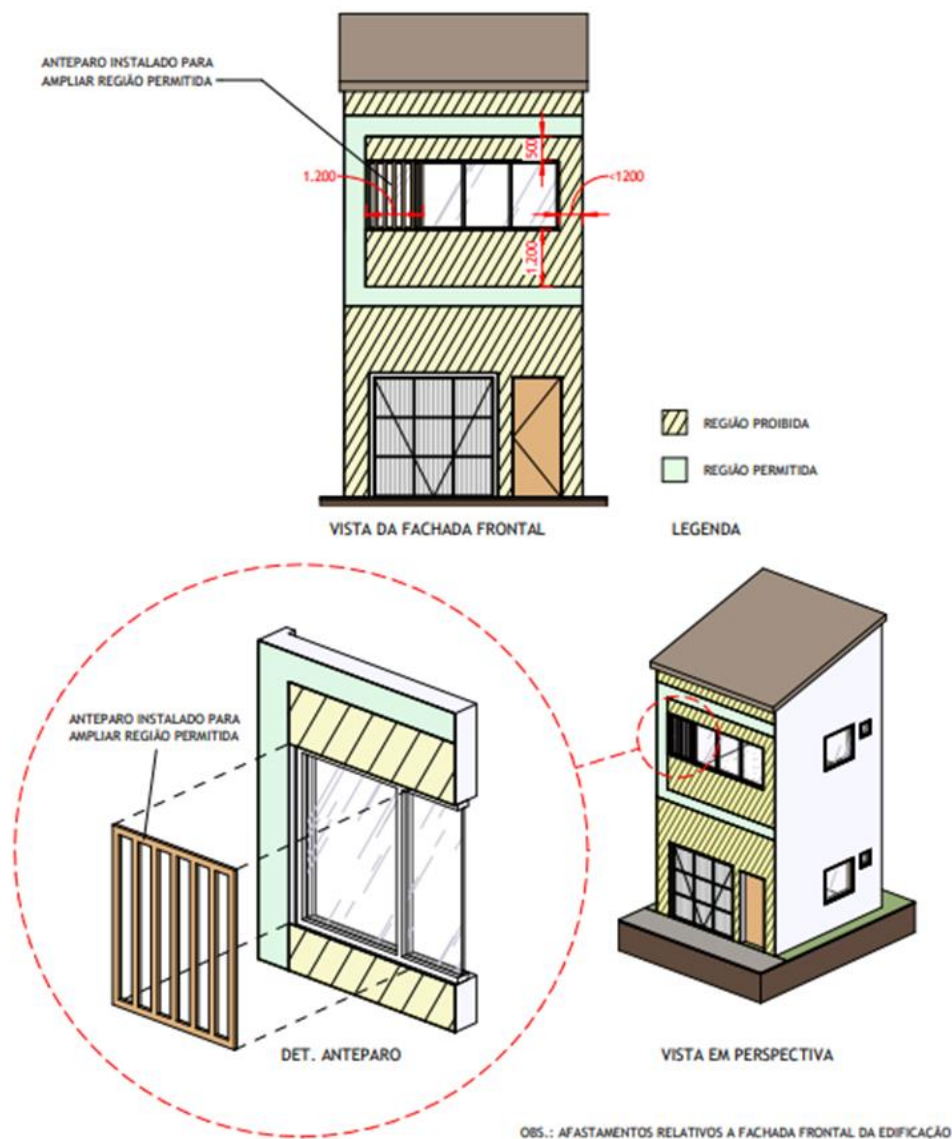 ANTEPARO INSTALADO PARA
AMPLIAR REGIÃO PERMITIDA
500
1.200
<1200
1.200
REGIÃO PROIBIDA
REGIÃO PERMITIDA
VISTA DA FACHADA FRONTAL
LEGENDA
ANTEPARO INSTALADO PARA
AMPLIAR REGIÃO PERMITIDA
DET. ANTEPARO
VISTA EM PERSPECTIVA
OBS.: AFASTAMENTOS RELATIVOS A FACHADA FRONTAL DA EDIFICAÇÃO